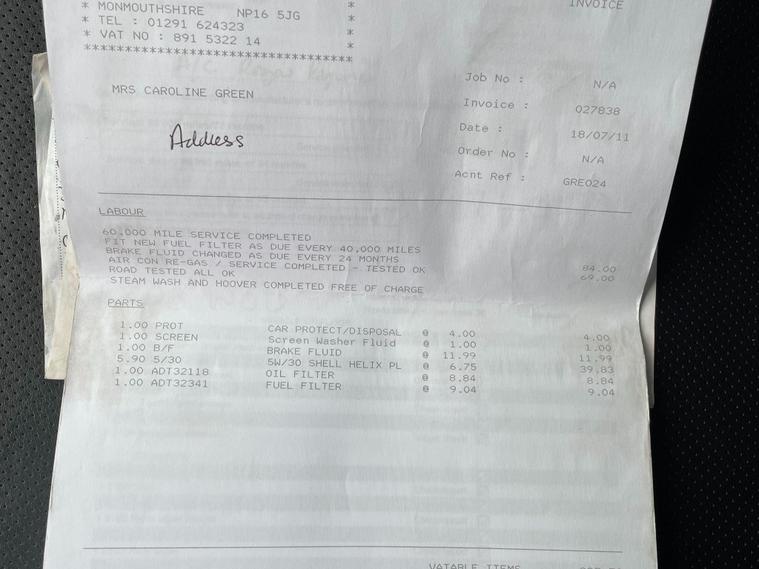 INVOICE
* MONMOUTHSHIRE NP16 5JG *
* TEL : 01291 624323 *
* VAT NO : 891 5322 14 *
*********************************
MRS CAROLINE GREEN
Address
Job No : N/A
Invoice : 027838
Date : 18/07/11
Order No : N/A
Acnt Ref : GRE024
LABOUR
60,000 MILE SERVICE COMPLETED
FIT NEW FUEL FILTER AS DUE EVERY 40,000 MILES
BRAKE FLUID CHANGED AS DUE EVERY 24 MONTHS 84.00
AIR CON RE-GAS / SERVICE COMPLETED - TESTED OK 69.00
ROAD TESTED ALL OK
STEAM WASH AND HOOVER COMPLETED FREE OF CHARGE
PARTS
1.00 PROT CAR PROTECT/DISPOSAL @ 4.00 4.00
1.00 SCREEN Screen Washer Fluid @ 1.00 1.00
1.00 B/F BRAKE FLUID @ 11.99 11.99
5.90 5/30 5W/30 SHELL HELIX PL @ 6.75 39.83
1.00 ADT32118 OIL FILTER @ 8.84 8.84
1.00 ADT32341 FUEL FILTER @ 9.04 9.04
VATABLE ITEMS